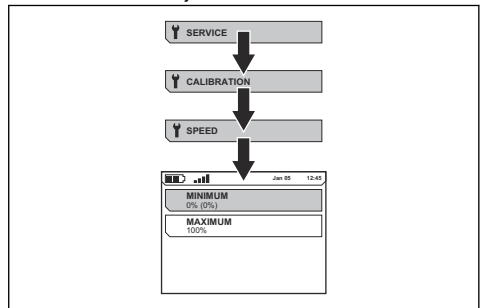 SERVICE
CALIBRATION
SPEED
Jan 05 12:45
MINIMUM
0% (0%)
MAXIMUM
100%